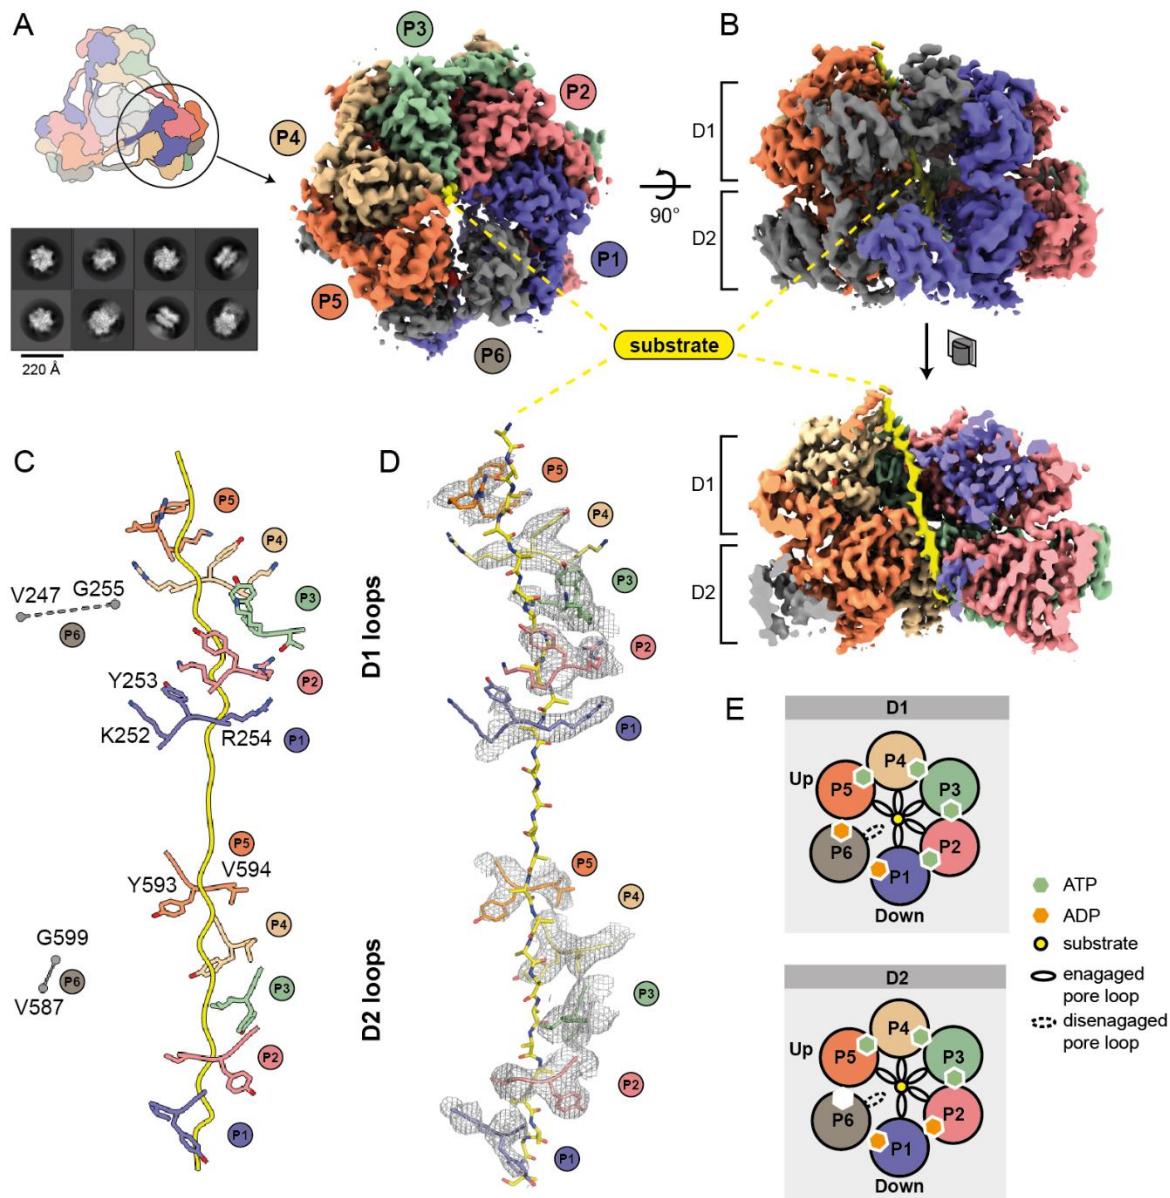 A
P3
P2
P4
P1
P5
P6
220 Å
90°
B
D1
D2
substrate
D1
D2
C
P5
P4
V247
G255
P3
P6
P2
Y253
K252
R254
P1
P5
V594
Y593
P4
G599
P6
V587
P3
P2
P1
D1 loops
D2 loops
D
P5
P4
P3
P2
P1
P5
P4
P3
P2
P1
E
D1
P4
Up
P5
P3
P6
P2
P1
Down
D2
P4
Up
P5
P3
P6
P2
P1
Down
ATP
ADP
substrate
enagaged
pore loop
disenagaged
pore loop